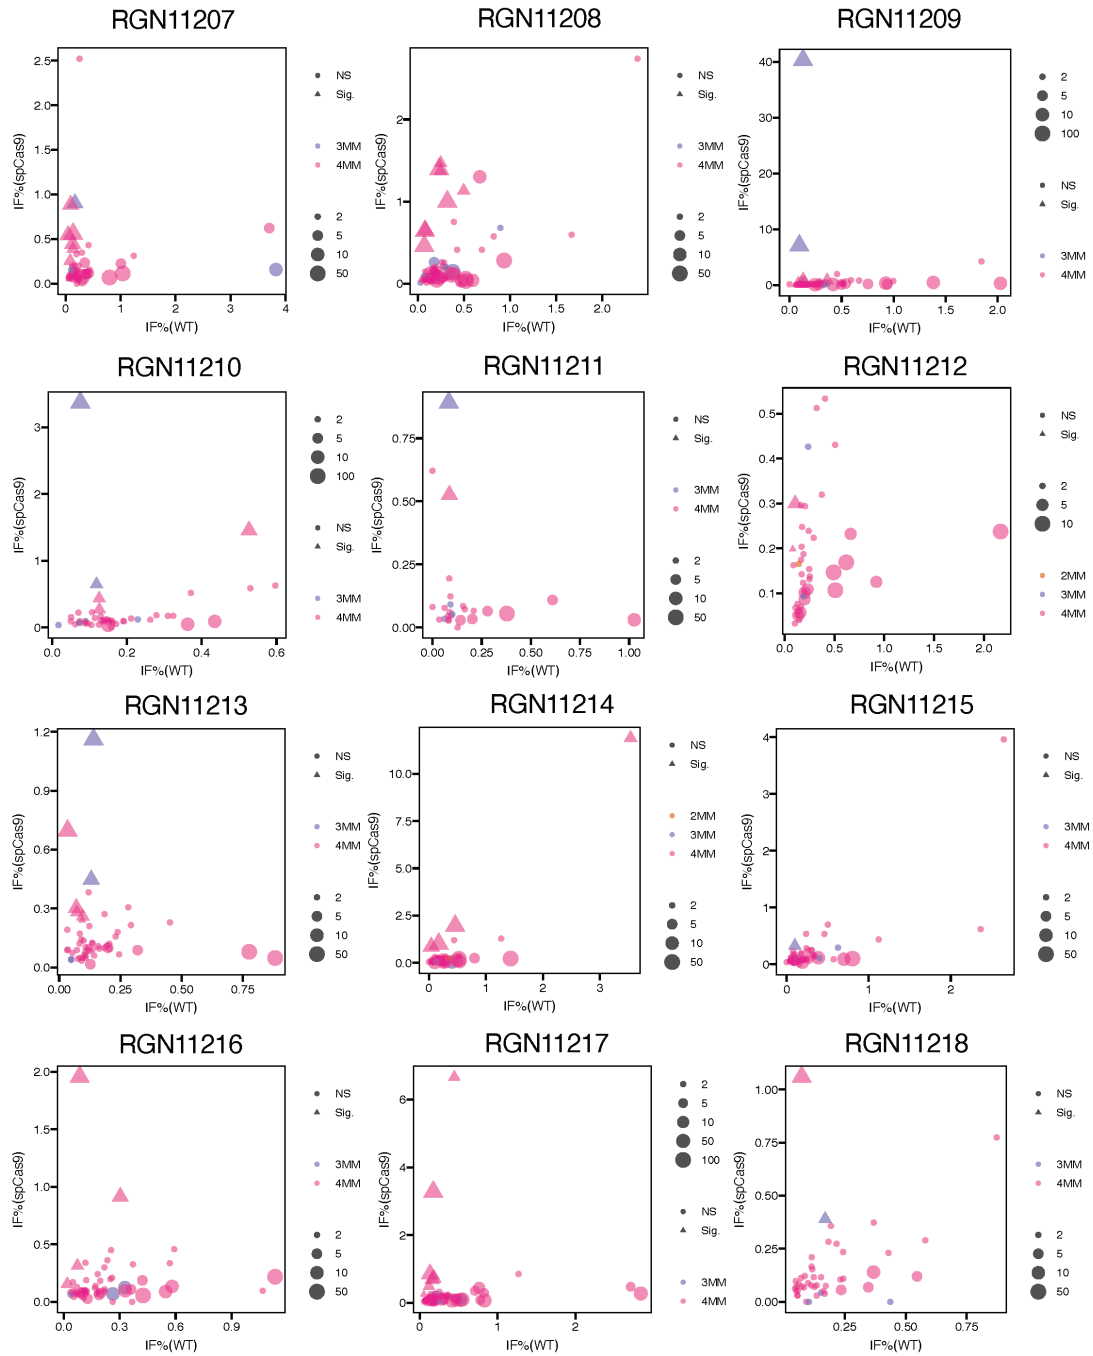 RGN11207
RGN11208
RGN11209
2.5
2.0
1.5
1.0
0.5
0.0
IF%(spCas9)
0
1
2
3
4
IF%(WT)
NS
Sig.
3MM
4MM
2
5
10
50
2
1
0
IF%(spCas9)
0.0
0.5
1.0
1.5
2.0
IF%(WT)
NS
Sig.
3MM
4MM
2
5
10
50
40
30
20
10
0
IF%(spCas9)
0.0
0.5
1.0
1.5
2.0
IF%(WT)
2
5
10
100
NS
Sig.
3MM
4MM
RGN11210
RGN11211
RGN11212
3
2
1
0
IF%(spCas9)
0.0
0.2
0.4
0.6
IF%(WT)
2
5
10
100
NS
Sig.
3MM
4MM
0.75
0.50
0.25
0.00
IF%(spCas9)
0.00
0.25
0.50
0.75
1.00
IF%(WT)
NS
Sig.
3MM
4MM
2
5
10
50
0.5
0.4
0.3
0.2
0.1
IF%(spCas9)
0.0
0.5
1.0
1.5
2.0
IF%(WT)
NS
Sig.
2
5
10
2MM
3MM
4MM
RGN11213
RGN11214
RGN11215
1.2
0.9
0.6
0.3
0.0
IF%(spCas9)
0.00
0.25
0.50
0.75
IF%(WT)
NS
Sig.
3MM
4MM
2
5
10
50
10.0
7.5
5.0
2.5
0.0
IF%(spCas9)
0
1
2
3
IF%(WT)
NS
Sig.
2MM
3MM
4MM
2
5
10
50
4
3
2
1
0
IF%(spCas9)
0
1
2
IF%(WT)
NS
Sig.
3MM
4MM
2
5
10
50
RGN11216
RGN11217
RGN11218
2.0
1.5
1.0
0.5
0.0
IF%(spCas9)
0.0
0.3
0.6
0.9
IF%(WT)
NS
Sig.
3MM
4MM
2
5
10
50
6
4
2
0
IF%(spCas9)
0
1
2
IF%(WT)
2
5
10
50
100
NS
Sig.
3MM
4MM
1.00
0.75
0.50
0.25
0.00
IF%(spCas9)
0.25
0.50
0.75
IF%(WT)
NS
Sig.
3MM
4MM
2
5
10
50